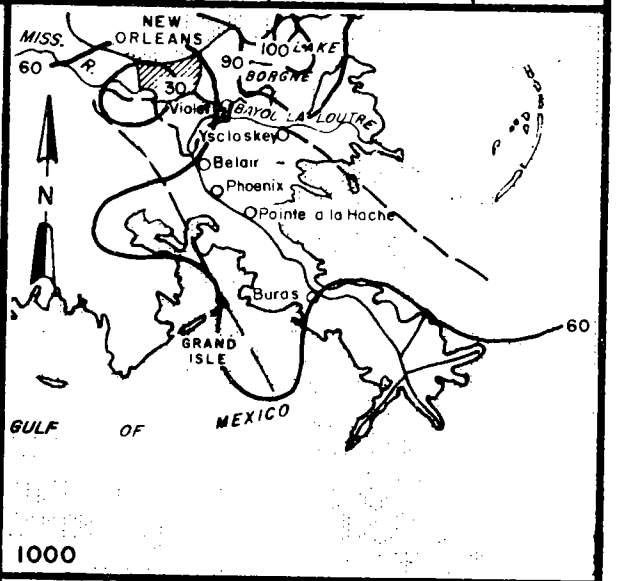 NEW
ORLEANS
MISS.
R.
60
100 LAKE
90
BORGNE
30
Violet
BAYOU LA LOUTRE
Yscloskey
Belair
N
Phoenix
Pointe a la Hache
Buras
60
GRAND
ISLE
GULF OF MEXICO
1000